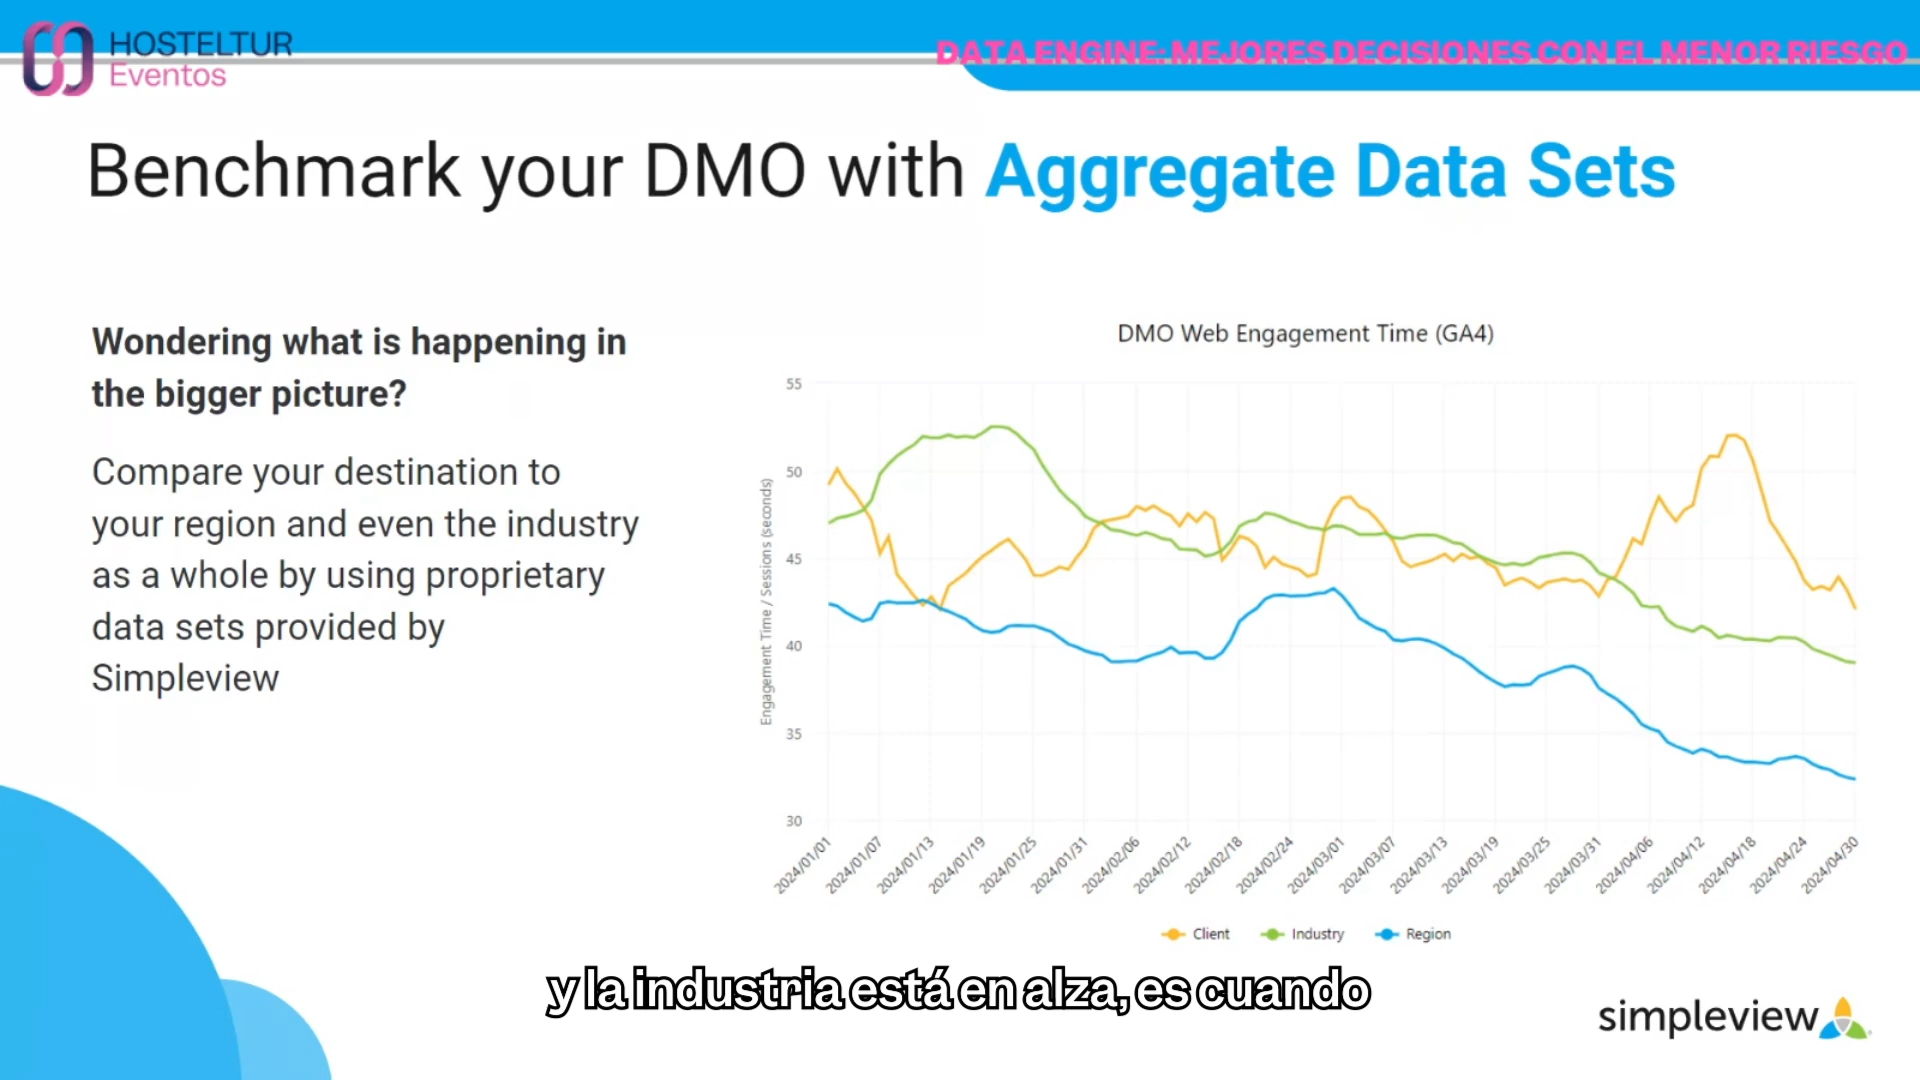 HOSTELTUR
Eventos
DATA ENGINE: MEJORES DECISIONES CON EL MENOR RIESGO
Benchmark your DMO with Aggregate Data Sets
Wondering what is happening in
the bigger picture?
Compare your destination to
your region and even the industry
as a whole by using proprietary
data sets provided by
Simpleview
DMO Web Engagement Time (GA4)
Engagement Time / Sessions (seconds)
55
50
45
40
35
30
2024/01/01
2024/01/07
2024/01/13
2024/01/19
2024/01/25
2024/01/31
2024/02/06
2024/02/12
2024/02/18
2024/02/24
2024/03/01
2024/03/07
2024/03/13
2024/03/19
2024/03/25
2024/03/31
2024/04/06
2024/04/12
2024/04/18
2024/04/24
2024/04/30
Client Industry Region
y la industria está en alza, es cuando
simpleview